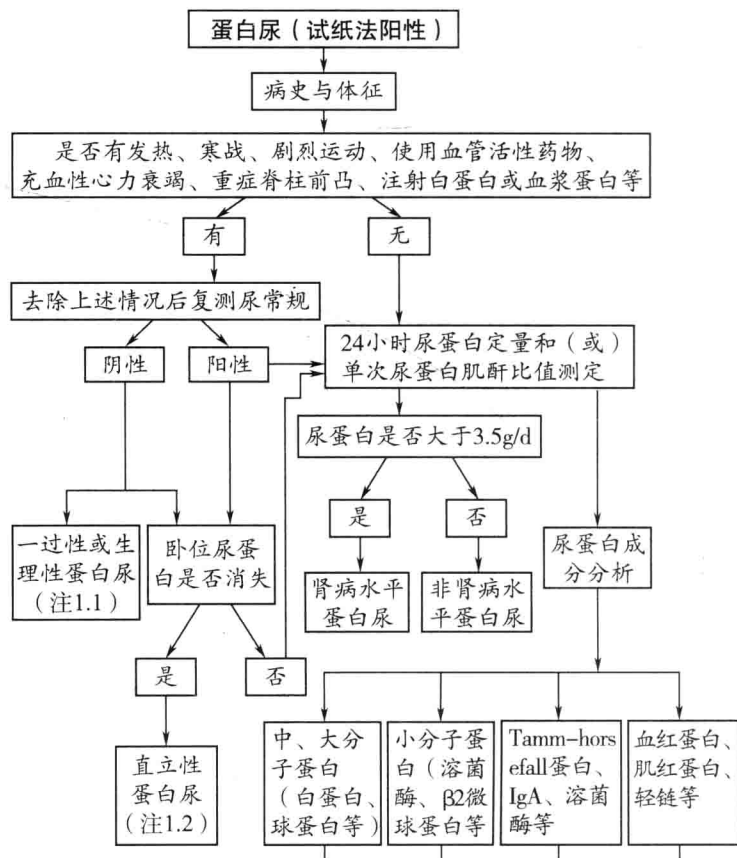 蛋白尿（试纸法阳性）
病史与体征
是否有发热、寒战、剧烈运动、使用血管活性药物、
充血性心力衰竭、重症脊柱前凸、注射白蛋白或血浆蛋白等
有
无
去除上述情况后复测尿常规
阴性
阳性
24小时尿蛋白定量和（或）
单次尿蛋白肌酐比值测定
尿蛋白是否大于3.5g/d
是
否
一过性或生
理性蛋白尿
（注1.1）
卧位尿蛋
白是否消失
肾病水平
蛋白尿
非肾病水
平蛋白尿
尿蛋白成
分分析
是
否
直立性
蛋白尿
（注1.2）
中、大分
子蛋白
（白蛋白、
球蛋白等）
小分子蛋
白（溶菌
酶、β2微
球蛋白等
Tamm-hors
efall蛋白、
IgA、溶菌
酶等
血红蛋白、
肌红蛋白、
轻链等